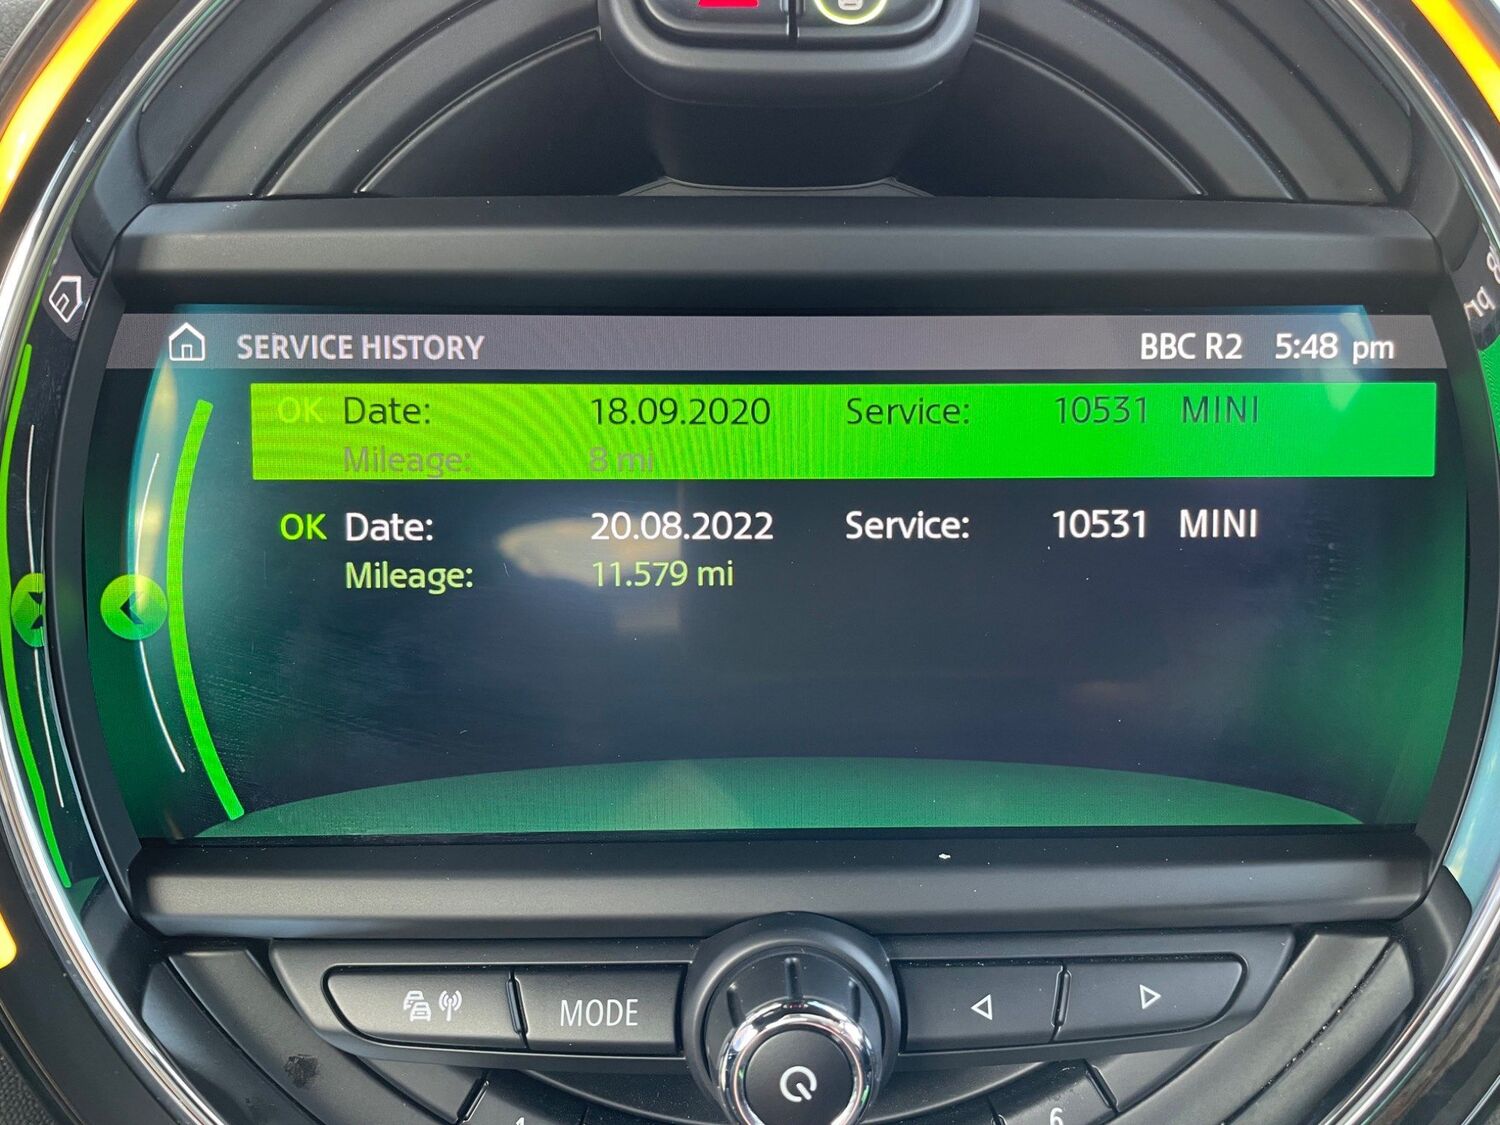 SERVICE HISTORY BBC R2 5:48 pm
OK Date: 18.09.2020 Service: 10531 MINI
Mileage: 8 mi
OK Date: 20.08.2022 Service: 10531 MINI
Mileage: 11.579 mi
MODE